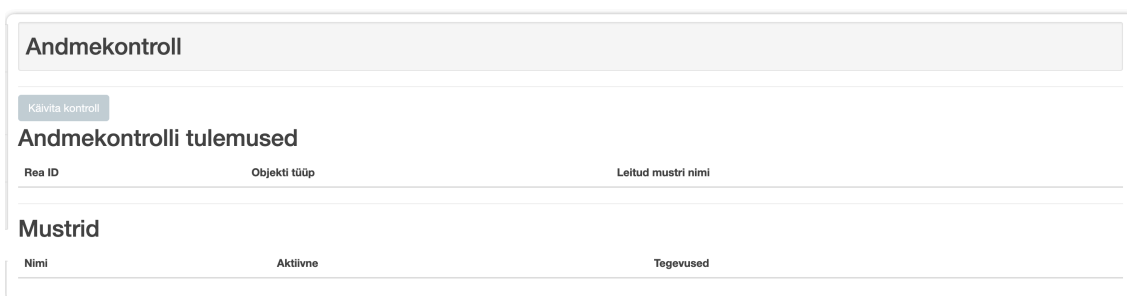 Andmekontroll
Käivita kontroll
Andmekontrolli tulemused
Rea ID Objekti tüüp Leitud mustri nimi
Mustrid
Nimi Aktiivne Tegevused